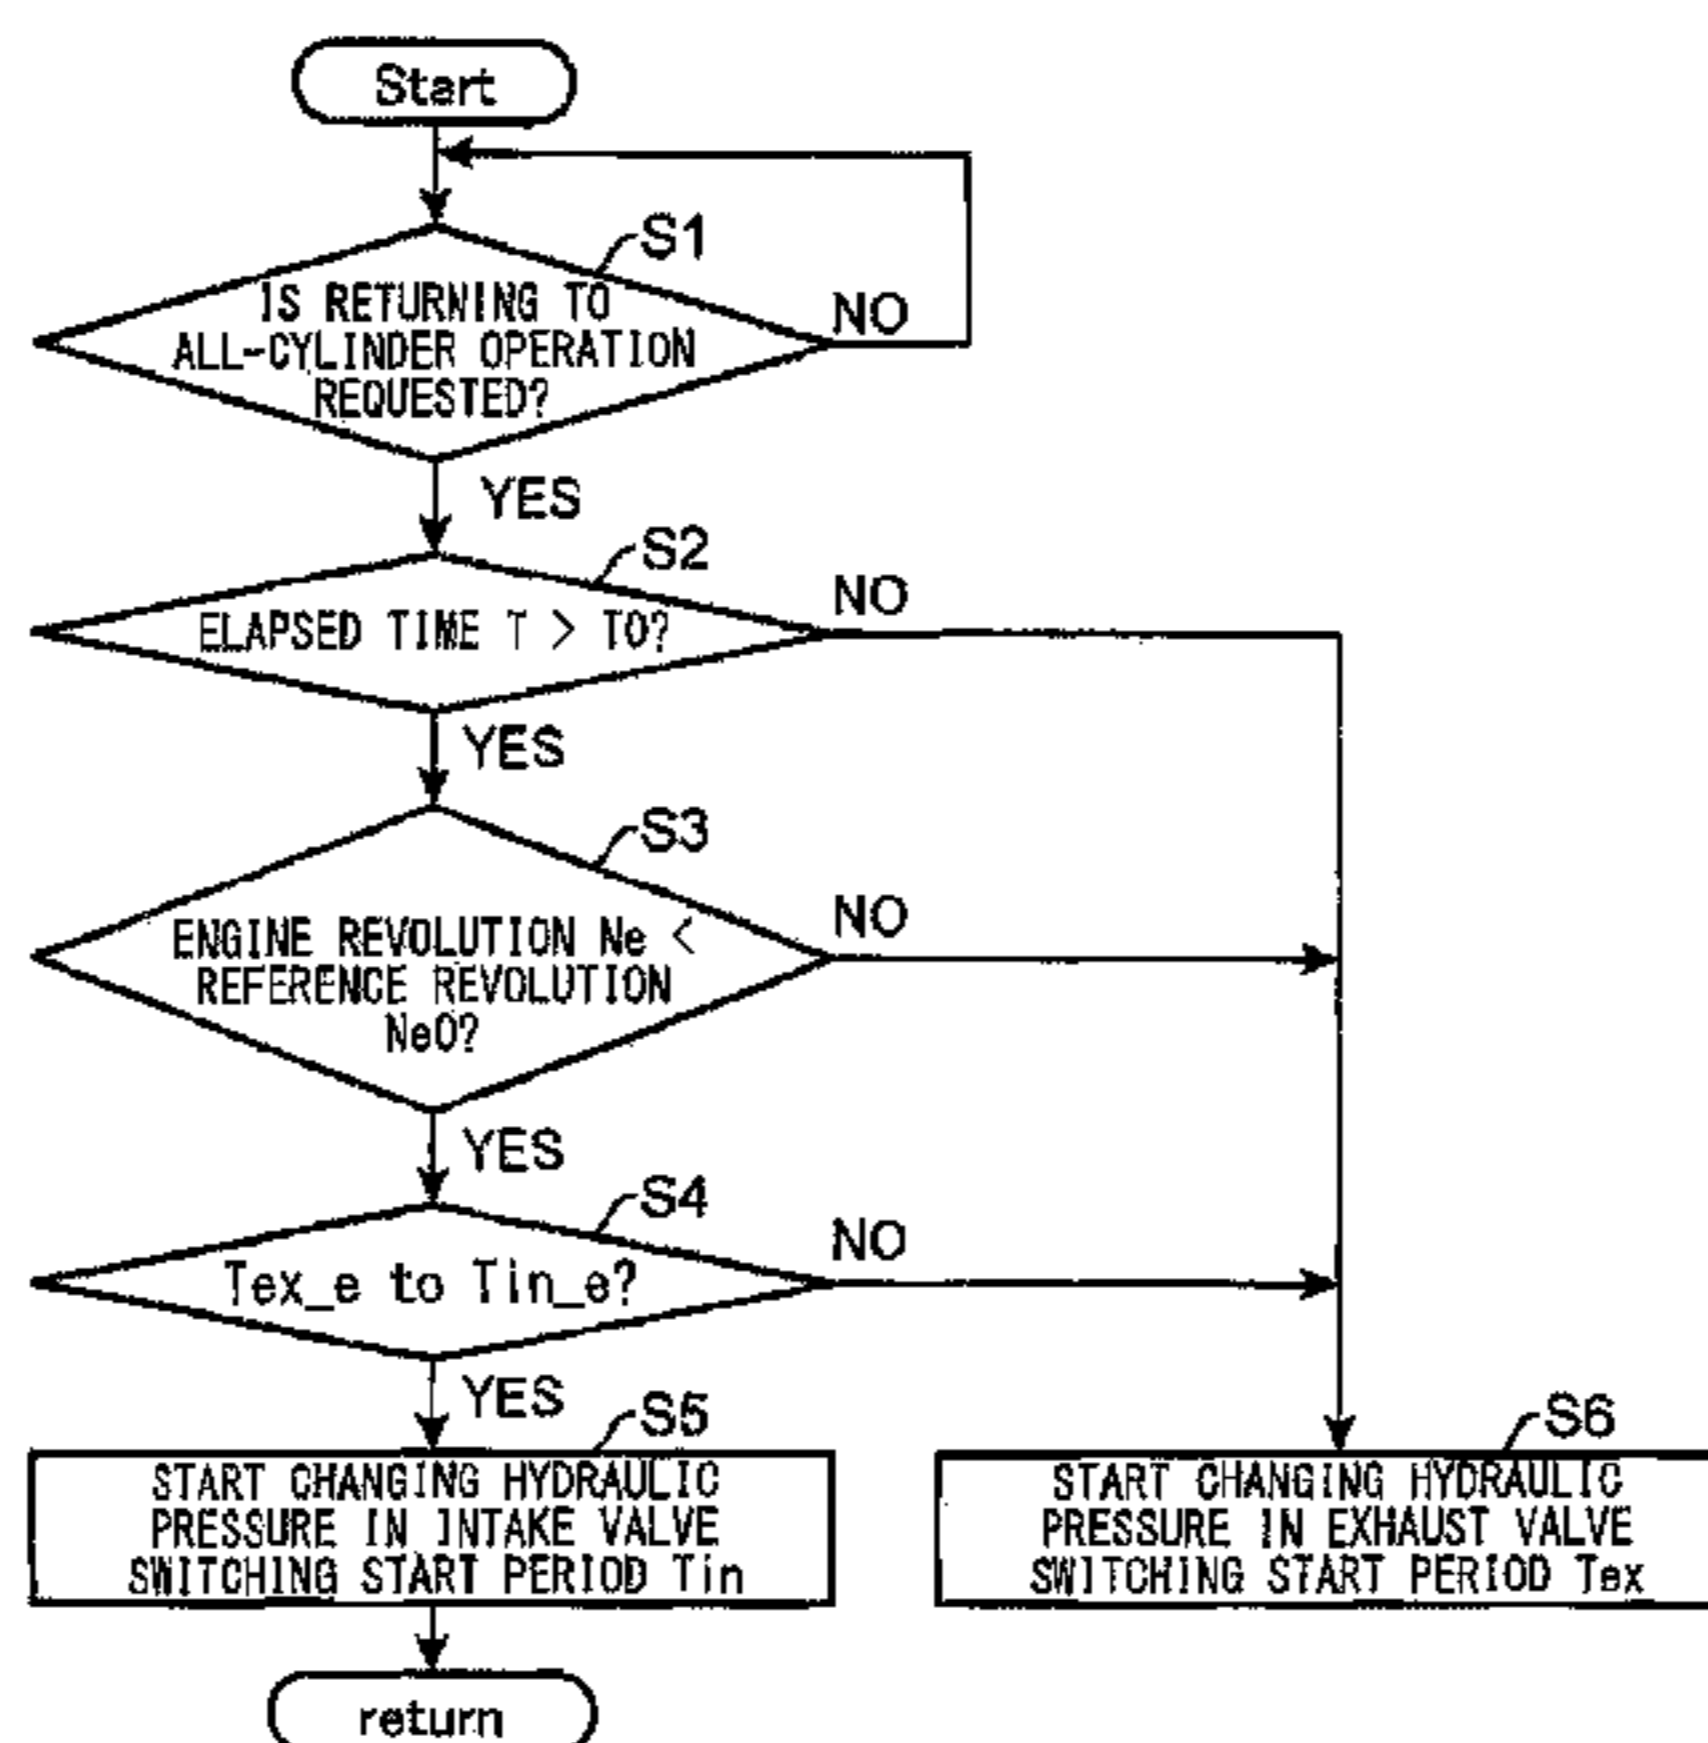 Start
S1
IS RETURNING TO
ALL-CYLINDER OPERATION
REQUESTED?
NO
YES
S2
ELAPSED TIME T > T0?
NO
YES
S3
ENGINE REVOLUTION Ne <
REFERENCE REVOLUTION
Ne0?
NO
YES
S4
Tex_e to Tin_e?
NO
YES
S5
START CHANGING HYDRAULIC
PRESSURE IN INTAKE VALVE
SWITCHING START PERIOD Tin
S6
START CHANGING HYDRAULIC
PRESSURE IN EXHAUST VALVE
SWITCHING START PERIOD Tex
return